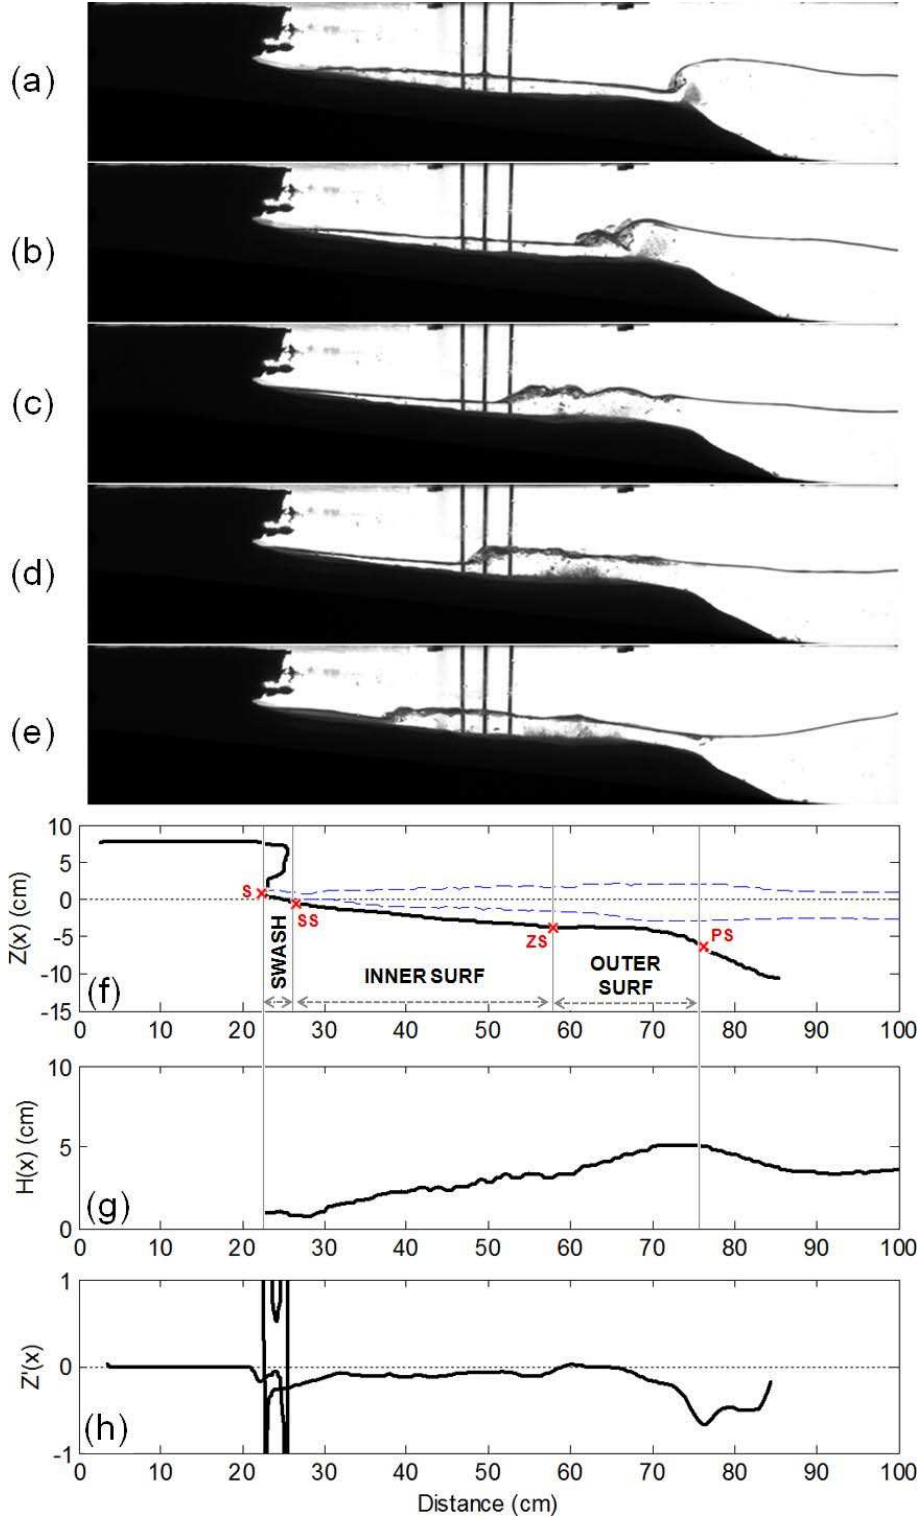 (a)
(b)
(c)
(d)
(e)
10
5
0
-5
-10
-15
Z(x) (cm)
S
SS
ZS
PS
SWASH
INNER SURF
OUTER
SURF
(f)
0 10 20 30 40 50 60 70 80 90 100
10
5
0
H(x) (cm)
(g)
0 10 20 30 40 50 60 70 80 90 100
1
0
-1
Z'(x)
(h)
0 10 20 30 40 50 60 70 80 90 100
Distance (cm)